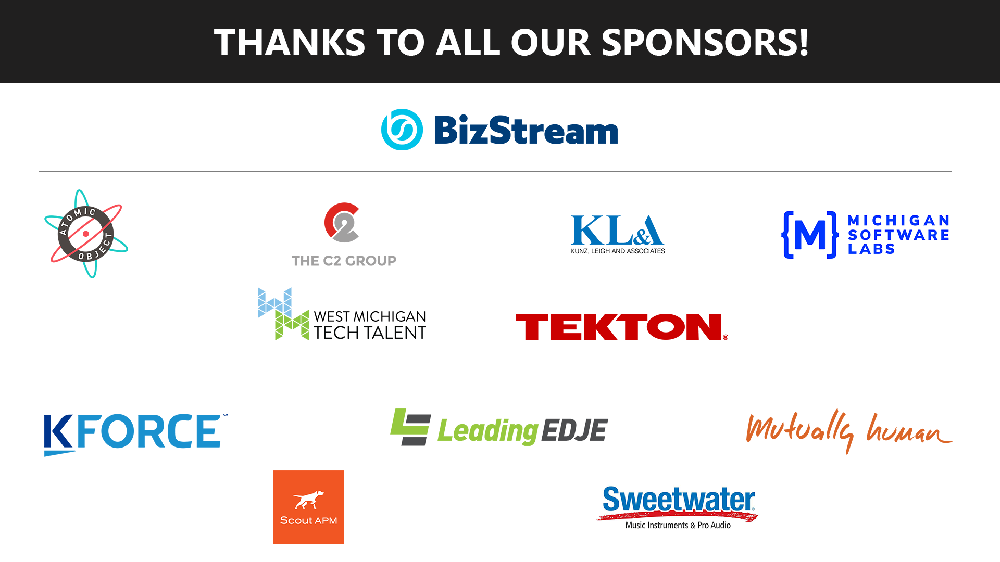 THANKS TO ALL OUR SPONSORS!
BizStream
ATOMIC
OBJECT
C2
THE C2 GROUP
KL&A
KUNZ, LEIGH AND ASSOCIATES
{M}
MICHIGAN
SOFTWARE
LABS
WEST MICHIGAN
TECH TALENT
TEKTON®
KFORCE℠
Leading EDJE
mutually human
Scout APM
Sweetwater®
Music Instruments & Pro Audio